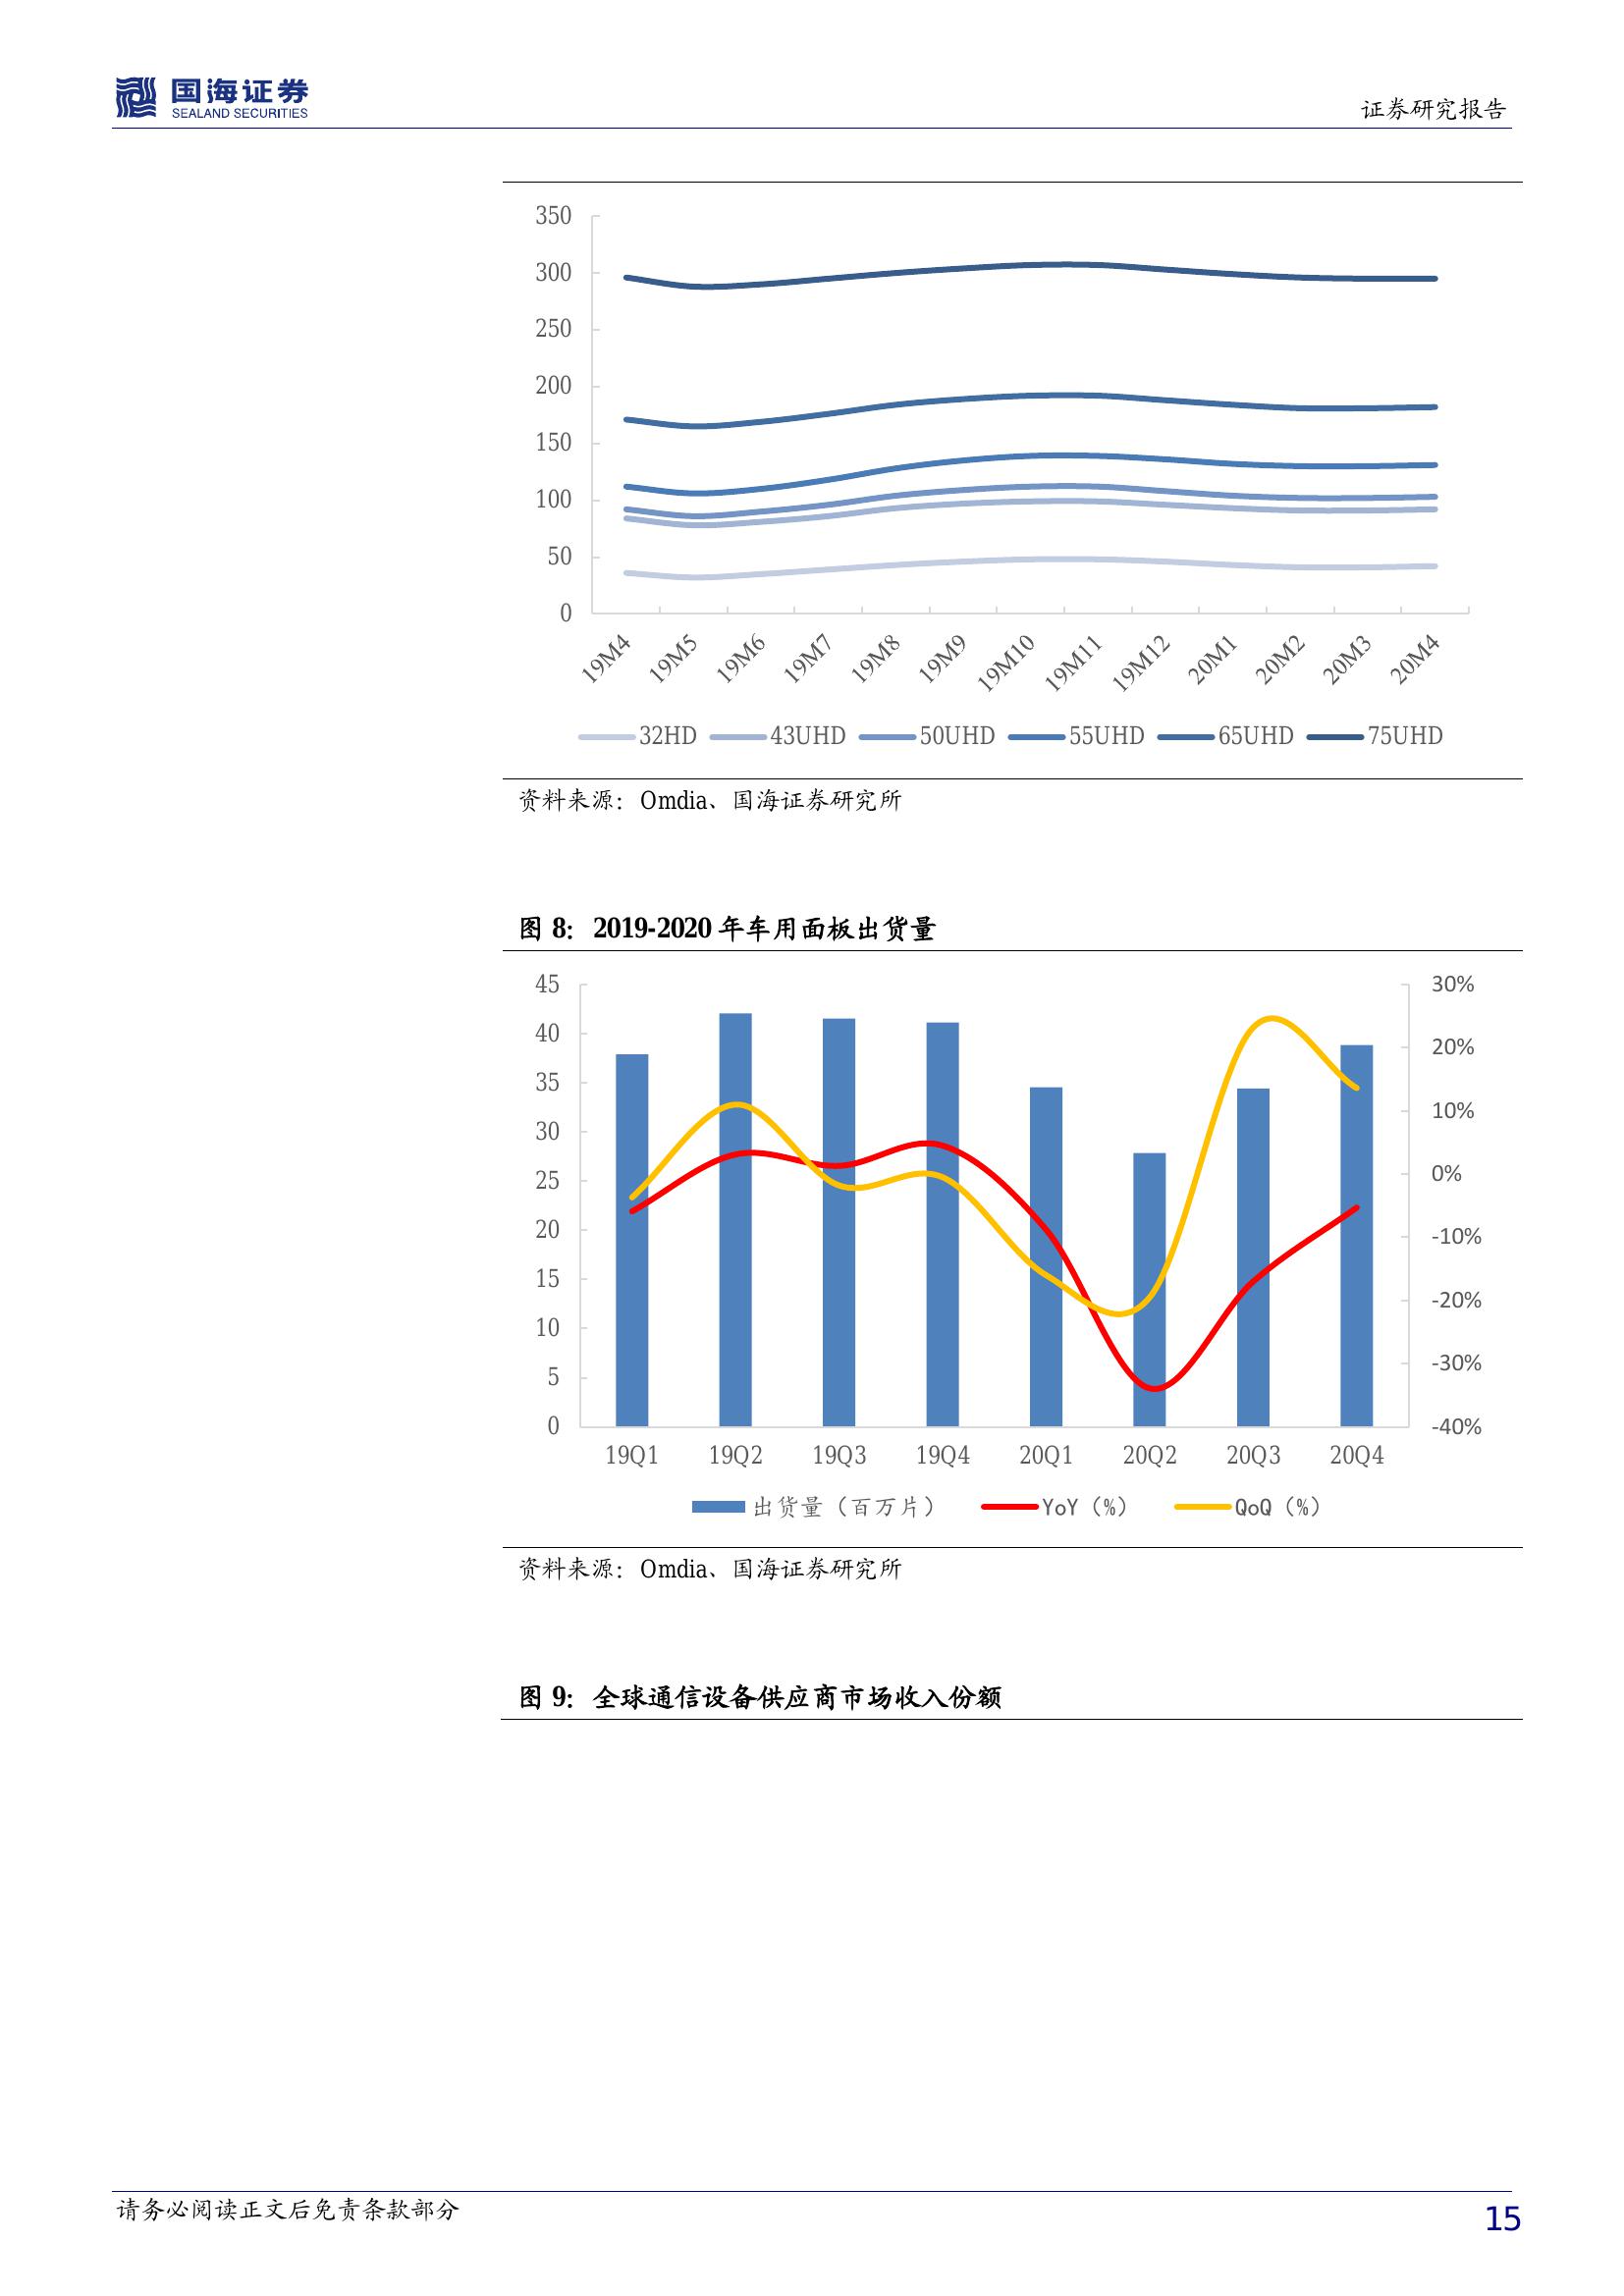 国海证券
SEALAND SECURITIES
证券研究报告
350
300
250
200
150
100
50
0
19M4 19M5 19M6 19M7 19M8 19M9 19M10 19M11 19M12 20M1 20M2 20M3 20M4
32HD 43UHD 50UHD 55UHD 65UHD 75UHD
资料来源：Omdia、国海证券研究所
图 8：2019-2020 年车用面板出货量
45 30%
40 20%
35
30 10%
25 0%
20 -10%
15
10 -20%
5 -30%
0 -40%
19Q1 19Q2 19Q3 19Q4 20Q1 20Q2 20Q3 20Q4
出货量（百万片） YoY（%） QoQ（%）
资料来源：Omdia、国海证券研究所
图 9：全球通信设备供应商市场收入份额
请务必阅读正文后免责条款部分 15